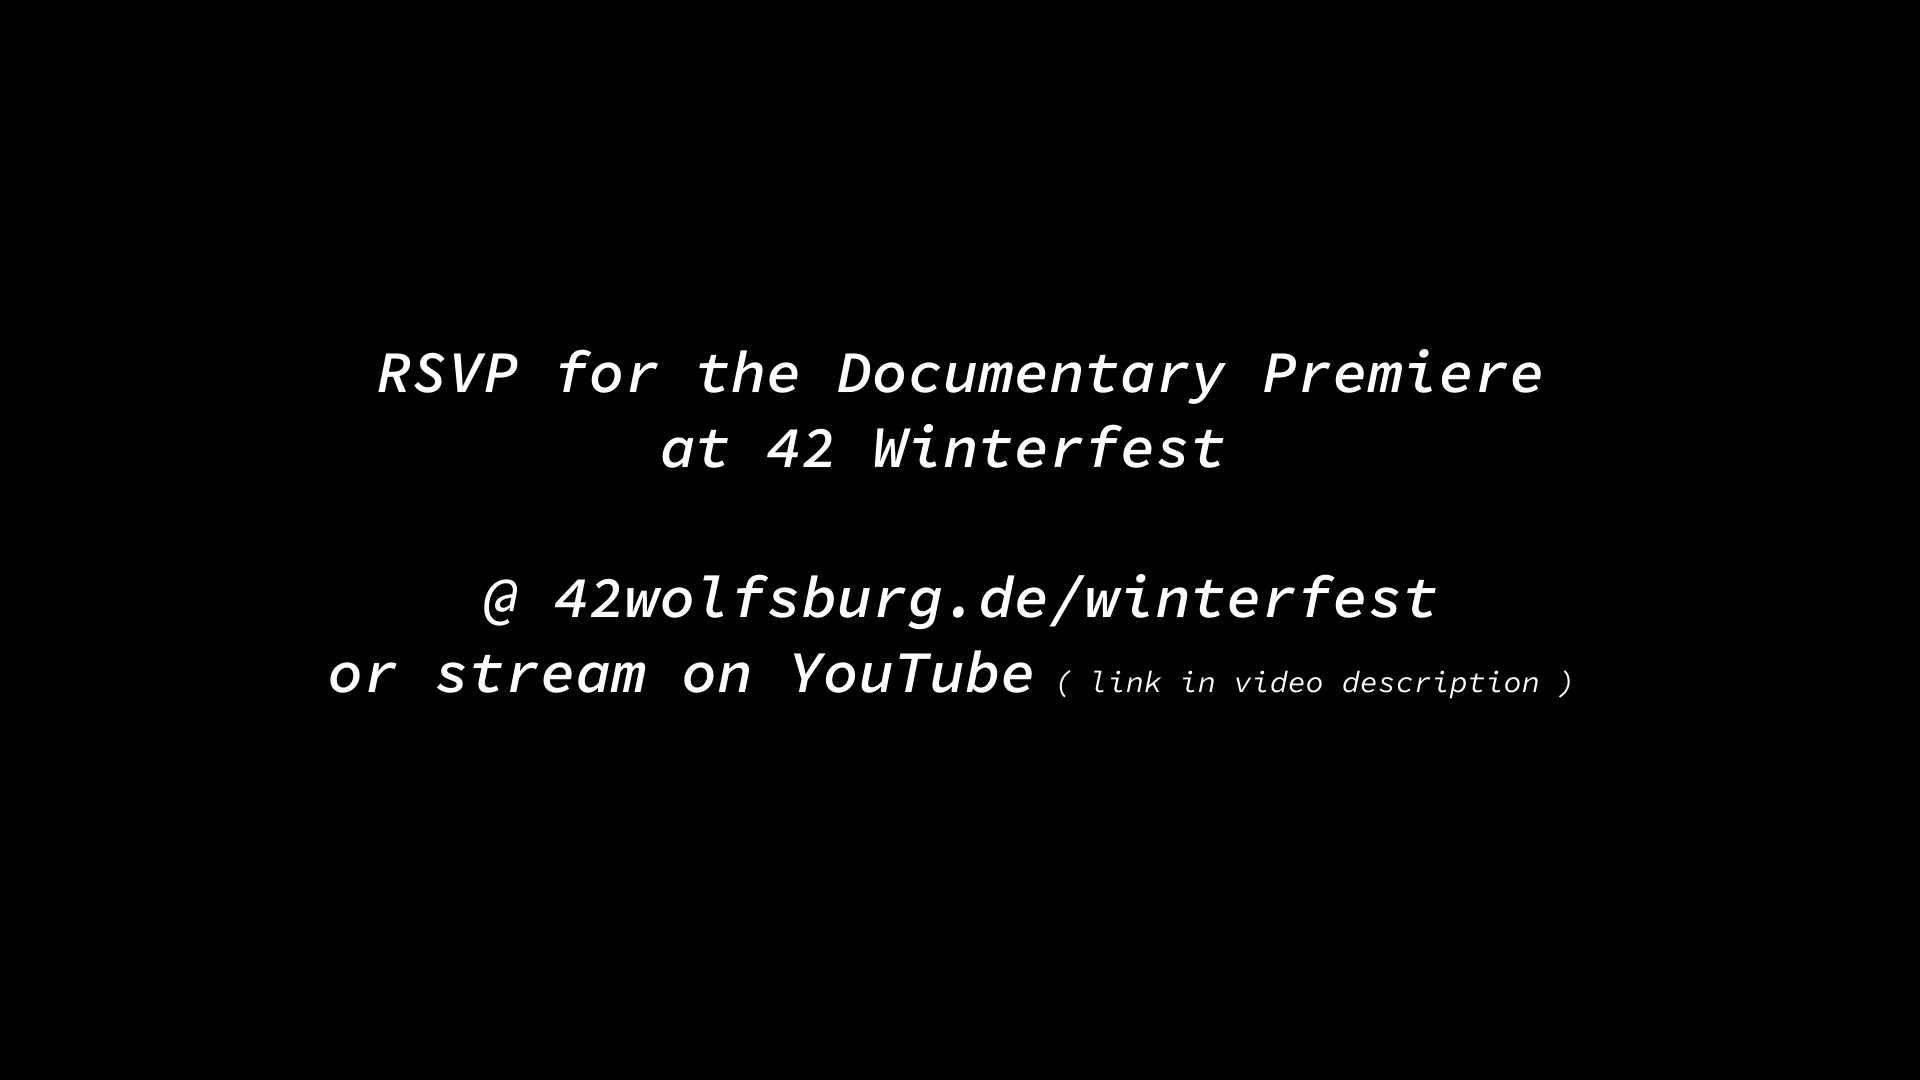 RSVP for the Documentary Premiere
at 42 Winterfest
@ 42wolfsburg.de/winterfest
or stream on YouTube ( link in video description )